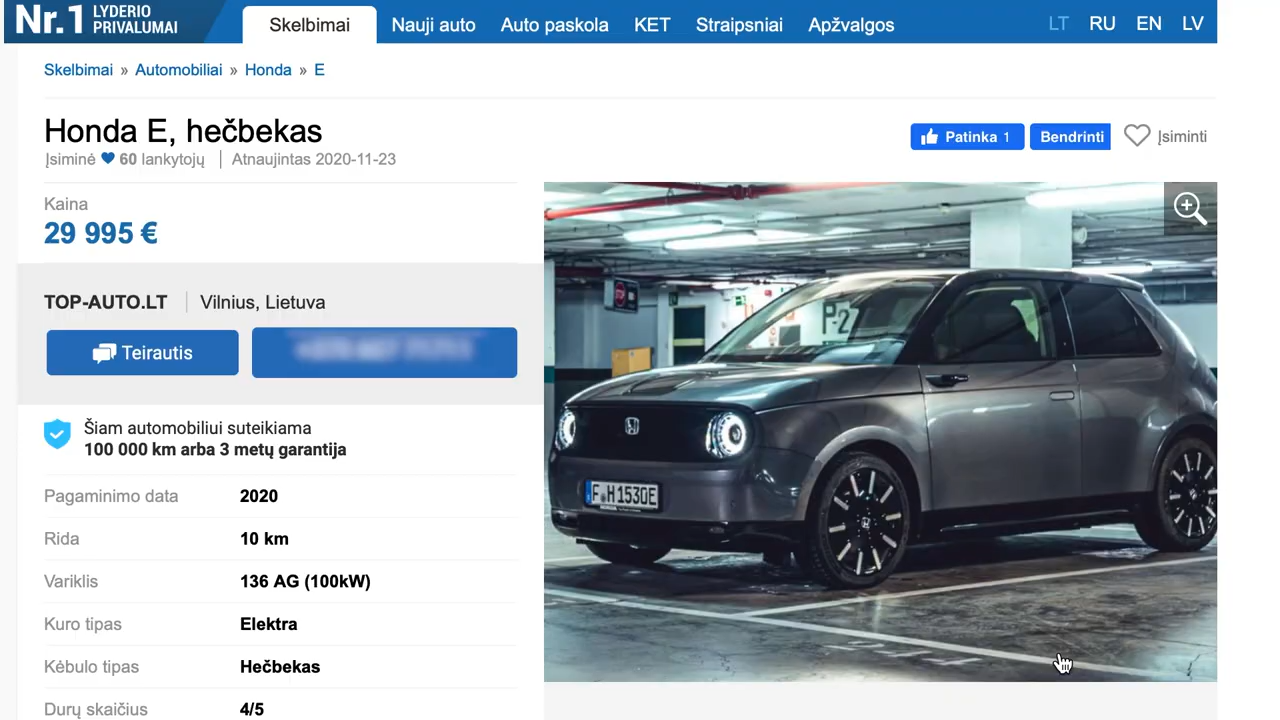 Nr.1 LYDERIO PRIVALUMAI
Skelbimai Nauji auto Auto paskola KET Straipsniai Apžvalgos LT RU EN LV
Skelbimai » Automobiliai » Honda » E
Honda E, hečbekas
Įsiminė 60 lankytojų | Atnaujintas 2020-11-23
Patinka 1 Bendrinti Įsiminti
Kaina
29 995 €
TOP-AUTO.LT Vilnius, Lietuva
Teirautis
Šiam automobiliui suteikiama
100 000 km arba 3 metų garantija
Pagaminimo data 2020
Rida 10 km
Variklis 136 AG (100kW)
Kuro tipas Elektra
Kėbulo tipas Hečbekas
Durų skaičius 4/5
STOP
P-2
F H1530E